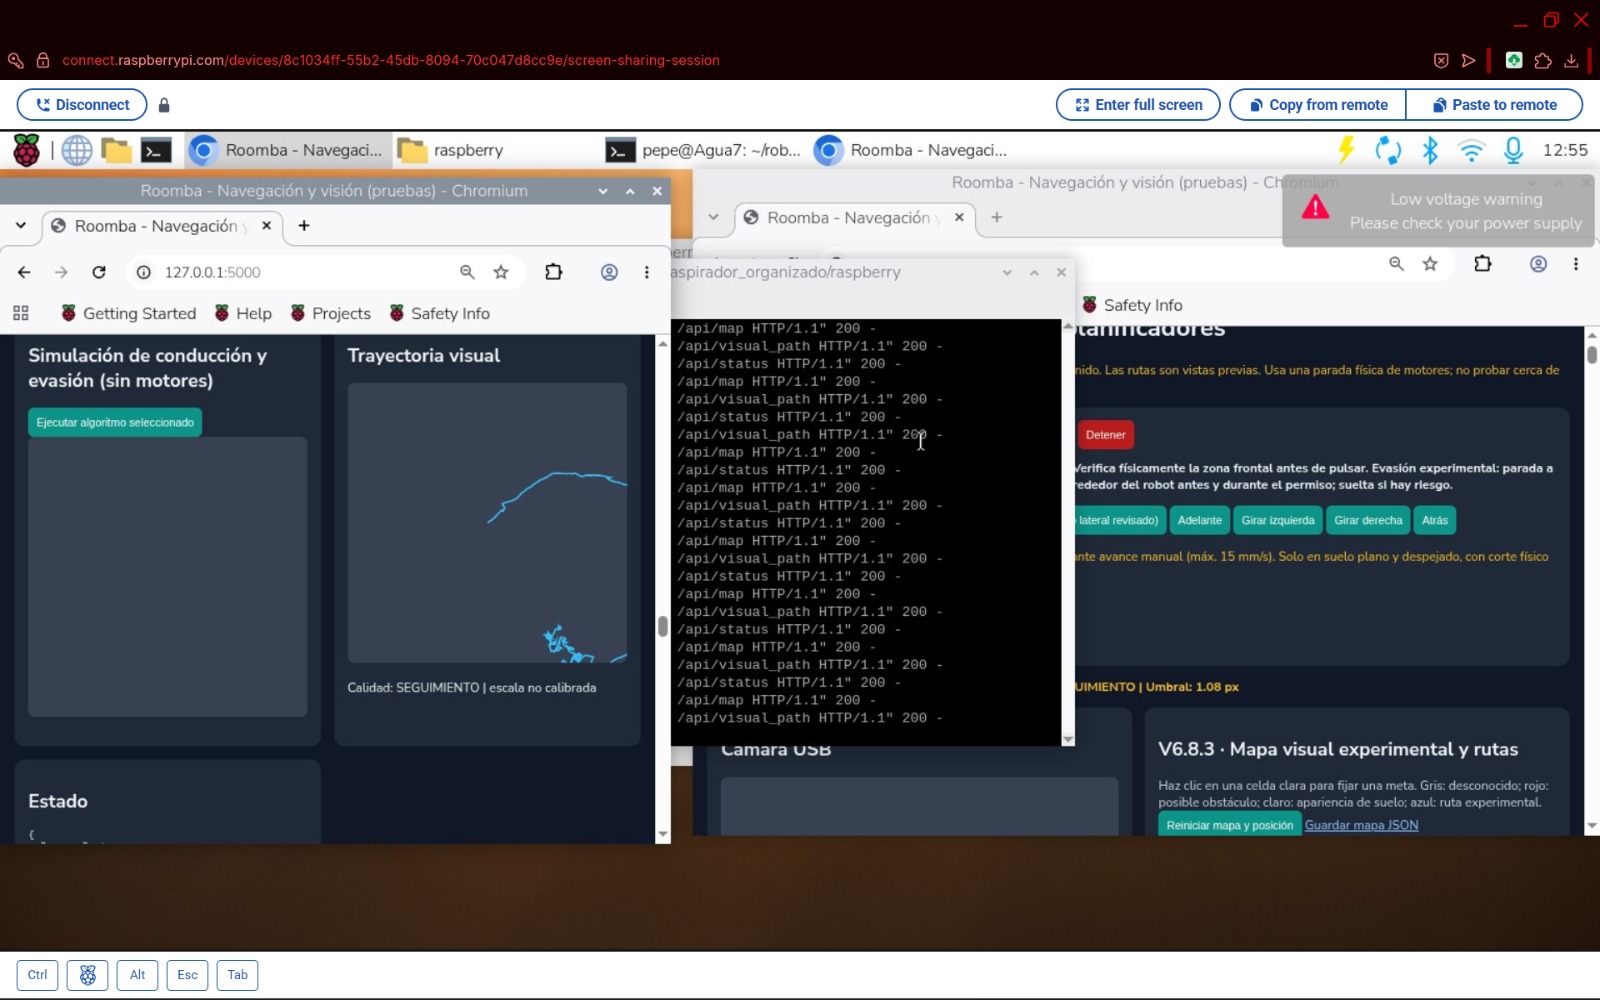 connect.raspberrypi.com/devices/8c1034ff-55b2-45db-8094-70c047d8cc9e/screen-sharing-session
Disconnect
Enter full screen
Copy from remote
Paste to remote
Roomba - Navegaci...
raspberry
pepe@Agua7: ~/rob...
Roomba - Navegaci...
12:55
Roomba - Navegación y visión (pruebas) - Chromium
Roomba - Navegación y visión (pruebas) - Chromium
Low voltage warning
Please check your power supply
Roomba - Navegación y
Roomba - Navegación y
127.0.0.1:5000
aspirador_organizado/raspberry
Getting Started
Help
Projects
Safety Info
Safety Info
Simulación de conducción y
evasión (sin motores)
Ejecutar algoritmo seleccionado
Trayectoria visual
Calidad: SEGUIMIENTO | escala no calibrada
Estado
{
/api/map HTTP/1.1" 200 -
/api/visual_path HTTP/1.1" 200 -
/api/status HTTP/1.1" 200 -
/api/map HTTP/1.1" 200 -
/api/visual_path HTTP/1.1" 200 -
/api/status HTTP/1.1" 200 -
/api/visual_path HTTP/1.1" 200 -
/api/map HTTP/1.1" 200 -
/api/status HTTP/1.1" 200 -
/api/map HTTP/1.1" 200 -
/api/visual_path HTTP/1.1" 200 -
/api/status HTTP/1.1" 200 -
/api/map HTTP/1.1" 200 -
/api/visual_path HTTP/1.1" 200 -
/api/status HTTP/1.1" 200 -
/api/map HTTP/1.1" 200 -
/api/visual_path HTTP/1.1" 200 -
/api/status HTTP/1.1" 200 -
/api/map HTTP/1.1" 200 -
/api/visual_path HTTP/1.1" 200 -
/api/status HTTP/1.1" 200 -
/api/map HTTP/1.1" 200 -
/api/visual_path HTTP/1.1" 200 -
planificadores
nido. Las rutas son vistas previas. Usa una parada física de motores; no probar cerca de
Detener
Verifica físicamente la zona frontal antes de pulsar. Evasión experimental: parada a
rededor del robot antes y durante el permiso; suelta si hay riesgo.
lateral revisado)
Adelante
Girar izquierda
Girar derecha
Atrás
nte avance manual (máx. 15 mm/s). Solo en suelo plano y despejado, con corte físico
UIMIENTO | Umbral: 1.08 px
Cámara USB
V6.8.3 · Mapa visual experimental y rutas
Haz clic en una celda clara para fijar una meta. Gris: desconocido; rojo:
posible obstáculo; claro: apariencia de suelo; azul: ruta experimental.
Reiniciar mapa y posición
Guardar mapa JSON
Ctrl
Alt
Esc
Tab